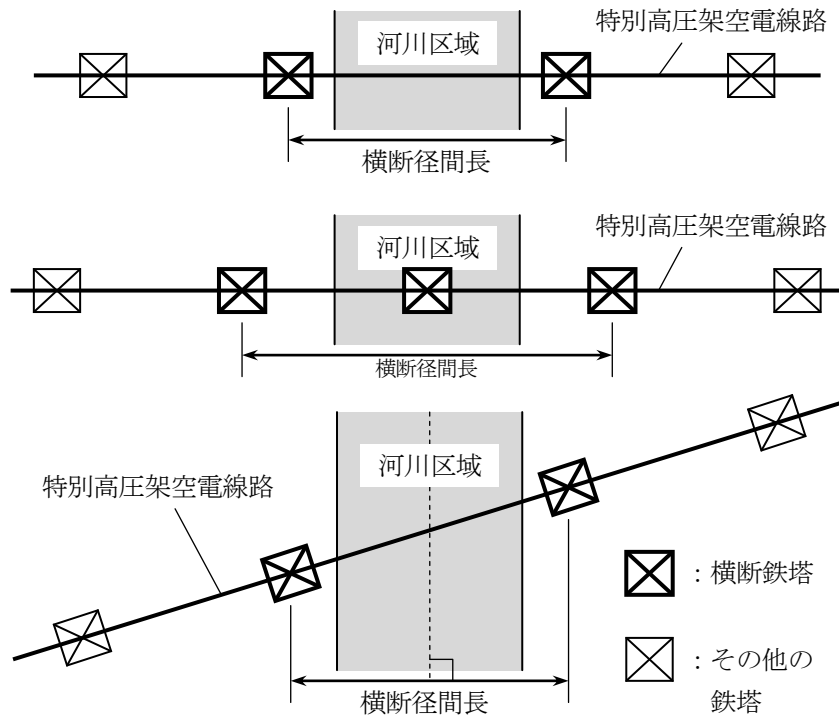 河川区域
特別高圧架空電線路
横断径間長
河川区域
特別高圧架空電線路
横断径間長
河川区域
特別高圧架空電線路
横断径間長
：横断鉄塔
：その他の
鉄塔